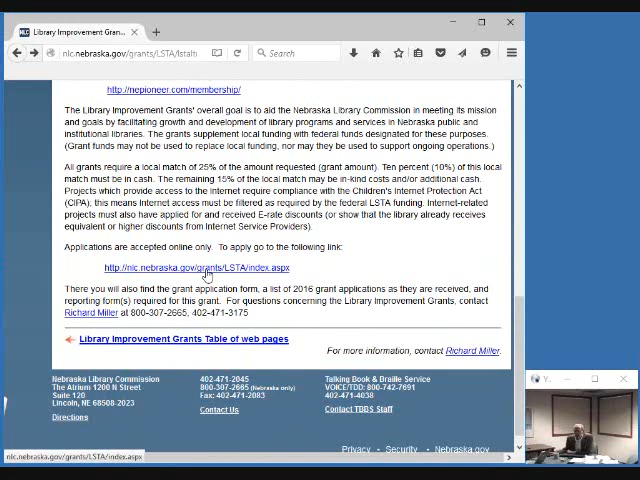 NLC Library Improvement Gran...
nlc.nebraska.gov/grants/LSTA/lstalti
Search
http://nepioneer.com/membership/
The Library Improvement Grants' overall goal is to aid the Nebraska Library Commission in meeting its mission
and goals by facilitating growth and development of library programs and services in Nebraska public and
institutional libraries. The grants supplement local funding with federal funds designated for these purposes.
(Grant funds may not be used to replace local funding, nor may they be used to support ongoing operations.)
All grants require a local match of 25% of the amount requested (grant amount). Ten percent (10%) of this local
match must be in cash. The remaining 15% of the local match may be in-kind costs and/or additional cash.
Projects which provide access to the Internet require compliance with the Children's Internet Protection Act
(CIPA); this means Internet access must be filtered as required by the federal LSTA funding. Internet-related
projects must also have applied for and received E-rate discounts (or show that the library already receives
equivalent or higher discounts from Internet Service Providers).
Applications are accepted online only. To apply go to the following link:
http://nlc.nebraska.gov/grants/LSTA/index.aspx
There you will also find the grant application form, a list of 2016 grant applications as they are received, and
reporting form(s) required for this grant. For questions concerning the Library Improvement Grants, contact
Richard Miller at 800-307-2665, 402-471-3175
Library Improvement Grants Table of web pages
For more information, contact Richard Miller.
Nebraska Library Commission
The Atrium 1200 N Street
Suite 120
Lincoln, NE 68508-2023
Directions
402-471-2045
800-307-2665 (Nebraska only)
Fax: 402-471-2083
Contact Us
Talking Book & Braille Service
VOICE/TDD: 800-742-7691
402-471-4038
Contact TBBS Staff
Privacy Security Nebraska.gov
nlc.nebraska.gov/grants/LSTA/index.aspx
Y...